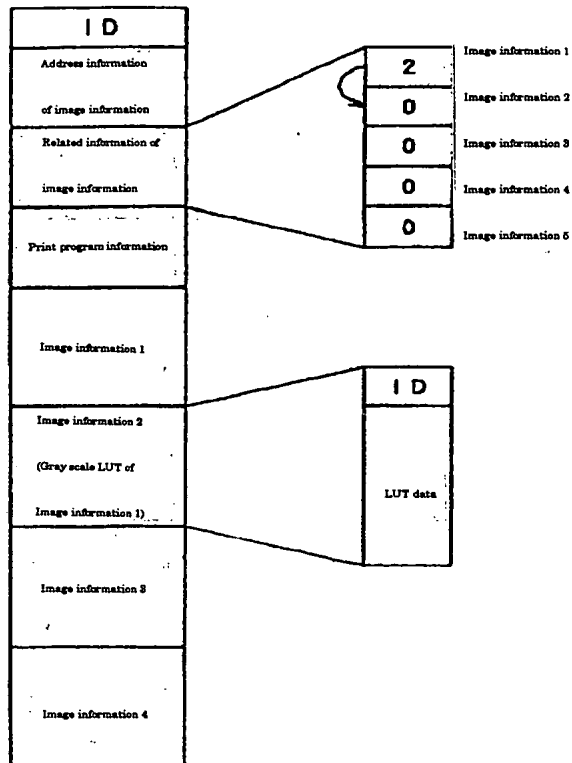 ID
Address information
of image information
Related information of
image information
Print program information
Image information 1
Image information 2
(Gray scale LUT of
Image information 1)
Image information 3
Image information 4
2
0
0
0
0
Image information 1
Image information 2
Image information 3
Image information 4
Image information 5
ID
LUT data